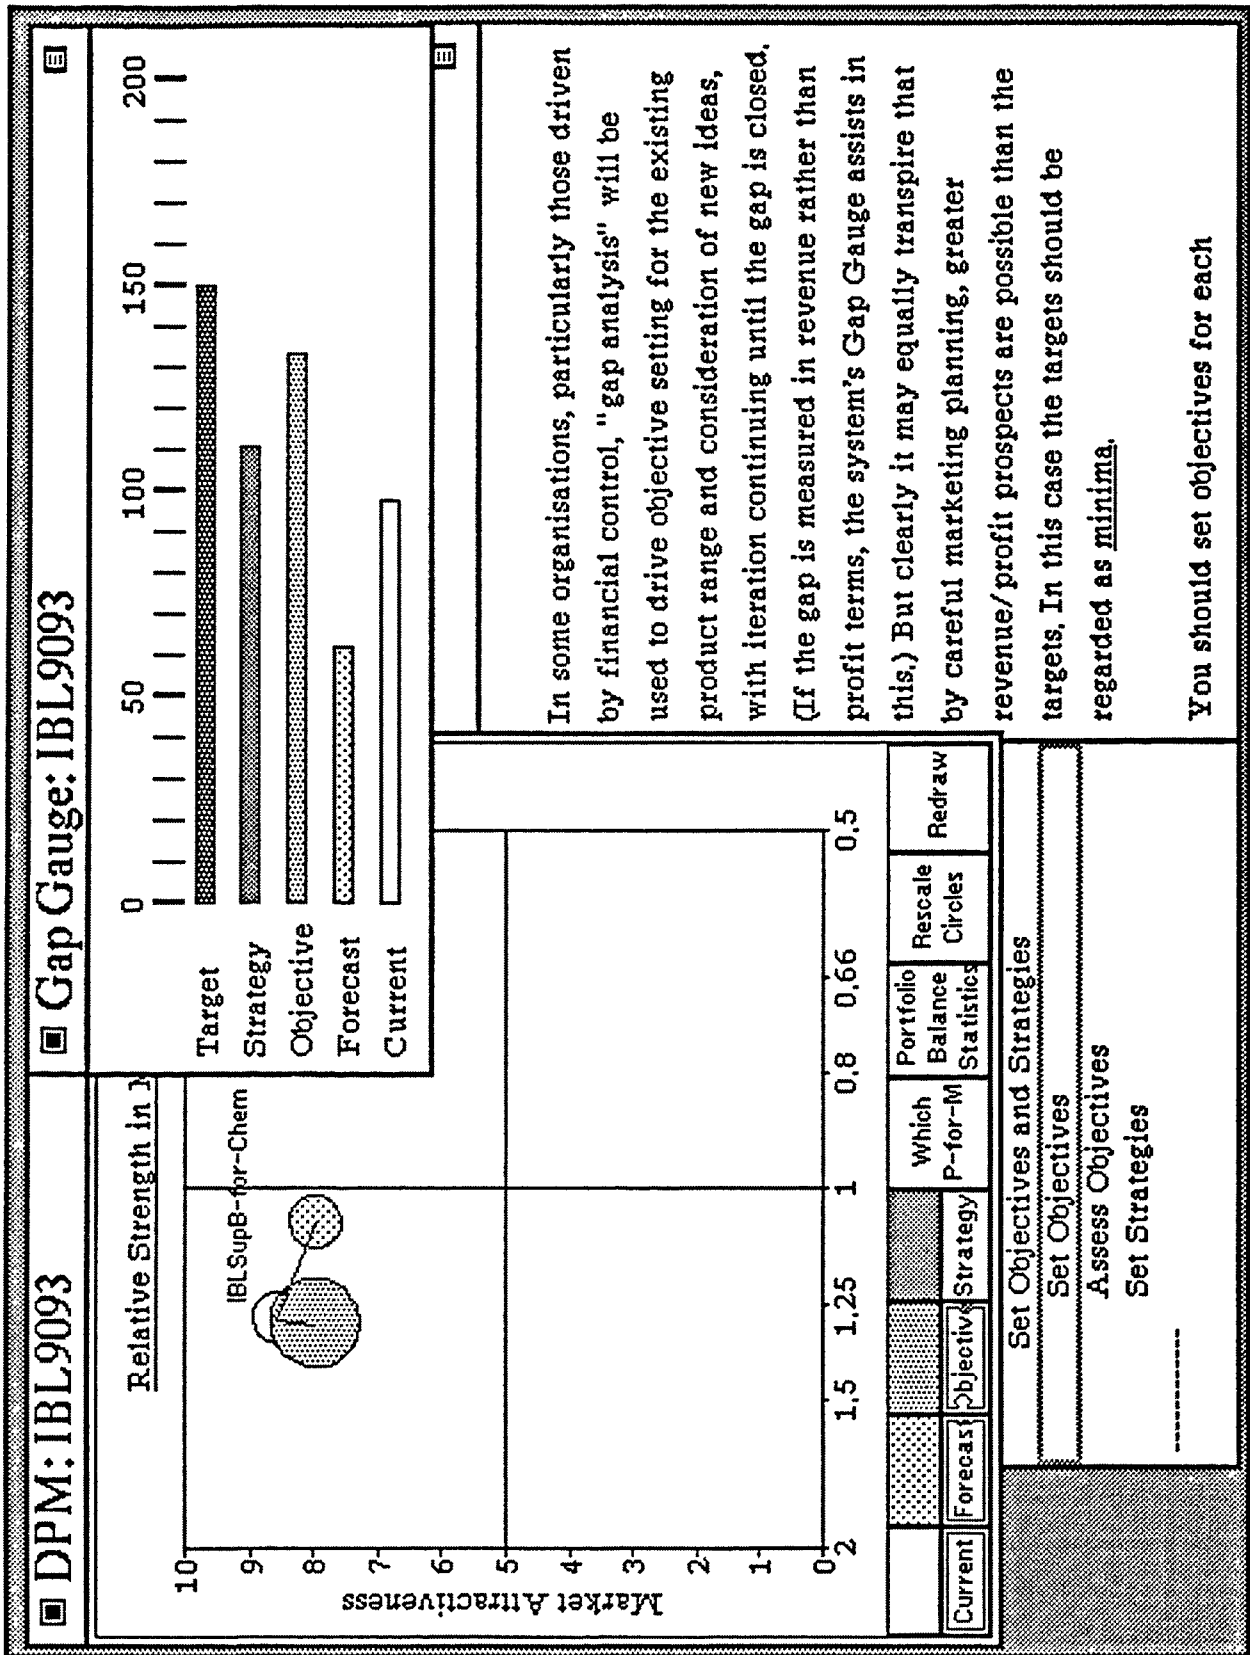 DPM: IBL9093
Gap Gauge: IBL9093
0 50 100 150 200
Target
Strategy
Objective
Forecast
Current
Relative Strength in
IBLSupB-for-Chem
Market Attractiveness
10
9
8
7
6
5
4
3
2
1
0
2 1.5 1.25 1 0.8 0.66 0.5
Current
Forecast
Objective
Strategy
Which
P-for-M
Portfolio
Balance
Statistics
Rescale
Circles
Redraw
In some organisations, particularly those driven
by financial control, "gap analysis" will be
used to drive objective setting for the existing
product range and consideration of new ideas,
with iteration continuing until the gap is closed.
(If the gap is measured in revenue rather than
profit terms, the system's Gap Gauge assists in
this.) But clearly it may equally transpire that
by careful marketing planning, greater
revenue/profit prospects are possible than the
targets. In this case the targets should be
regarded as minima.
You should set objectives for each
Set Objectives and Strategies
Set Objectives
Assess Objectives
Set Strategies
----------